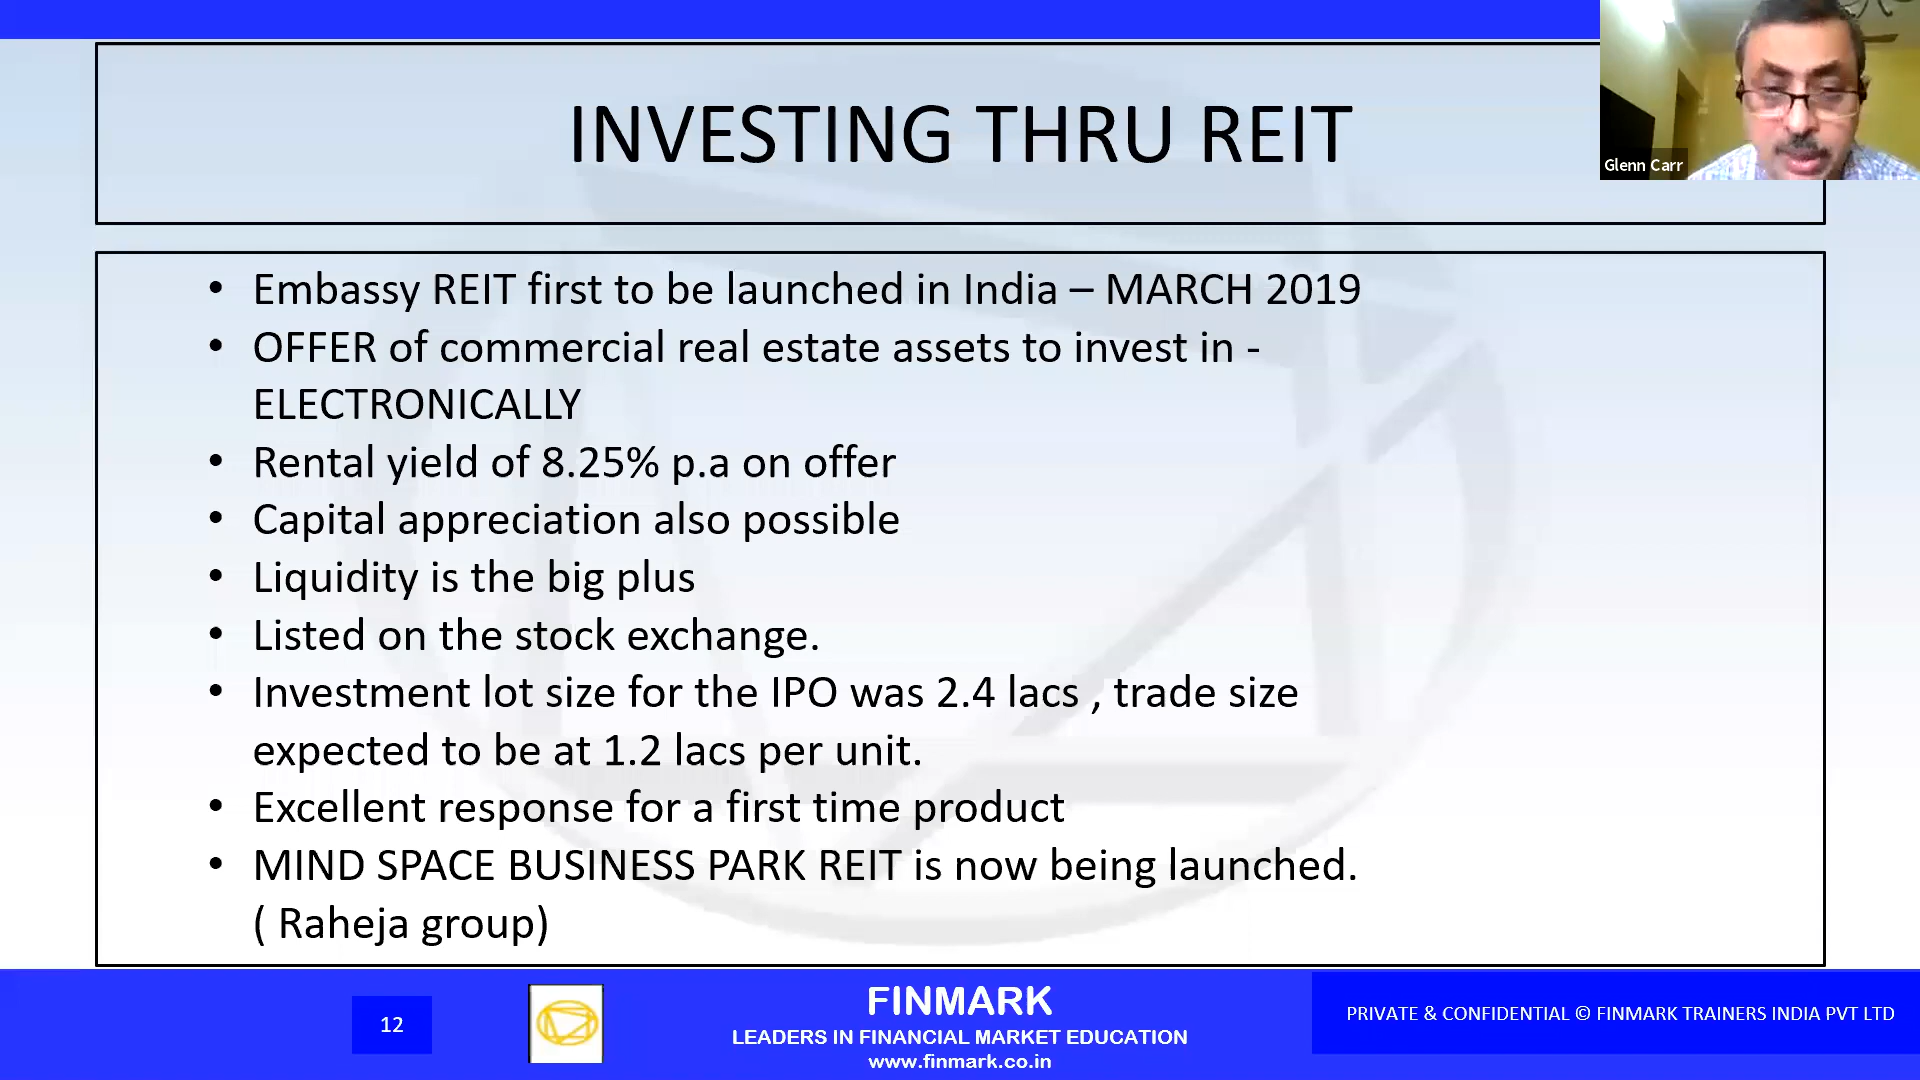 INVESTING THRU REIT
Glenn Carr
• Embassy REIT first to be launched in India – MARCH 2019
• OFFER of commercial real estate assets to invest in -
ELECTRONICALLY
• Rental yield of 8.25% p.a on offer
• Capital appreciation also possible
• Liquidity is the big plus
• Listed on the stock exchange.
• Investment lot size for the IPO was 2.4 lacs , trade size
expected to be at 1.2 lacs per unit.
• Excellent response for a first time product
• MIND SPACE BUSINESS PARK REIT is now being launched.
( Raheja group)
12
FINMARK
LEADERS IN FINANCIAL MARKET EDUCATION
www.finmark.co.in
PRIVATE & CONFIDENTIAL © FINMARK TRAINERS INDIA PVT LTD